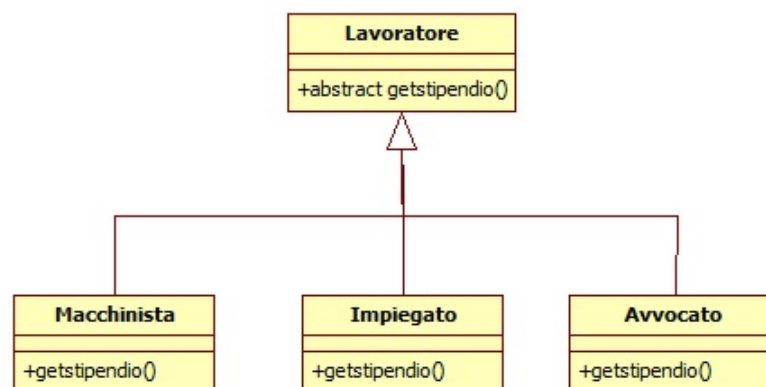 Lavoratore
+abstract getstipendio()
Macchinista
+getstipendio()
Impiegato
+getstipendio()
Avvocato
+getstipendio()